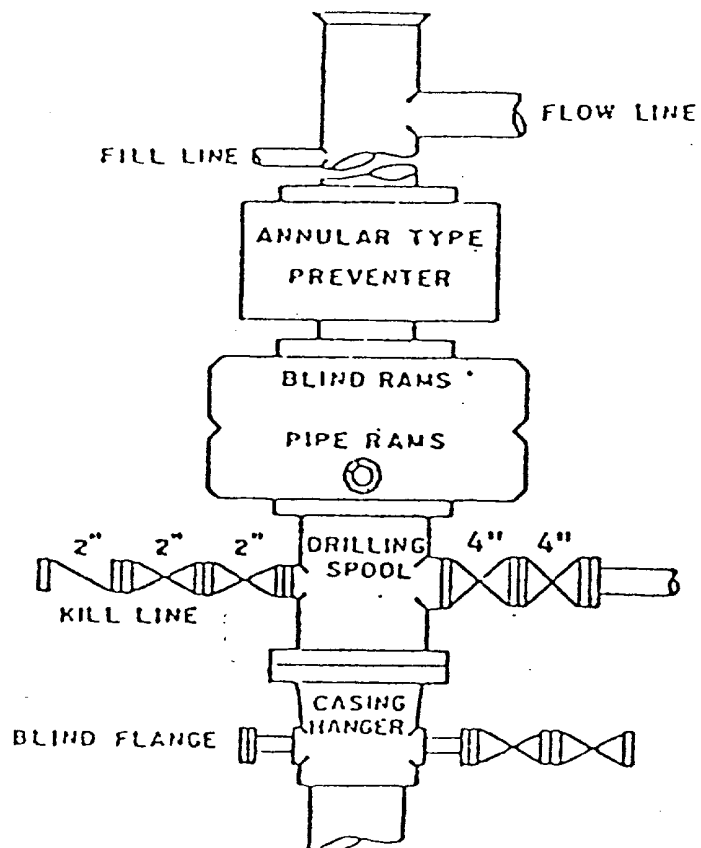 FLOW LINE
FILL LINE
ANNULAR TYPE
PREVENTER
BLIND RAMS
PIPE RAMS
2" 2" 2"
DRILLING
SPOOL
4" 4"
KILL LINE
CASING
HANGER
BLIND FLANGE